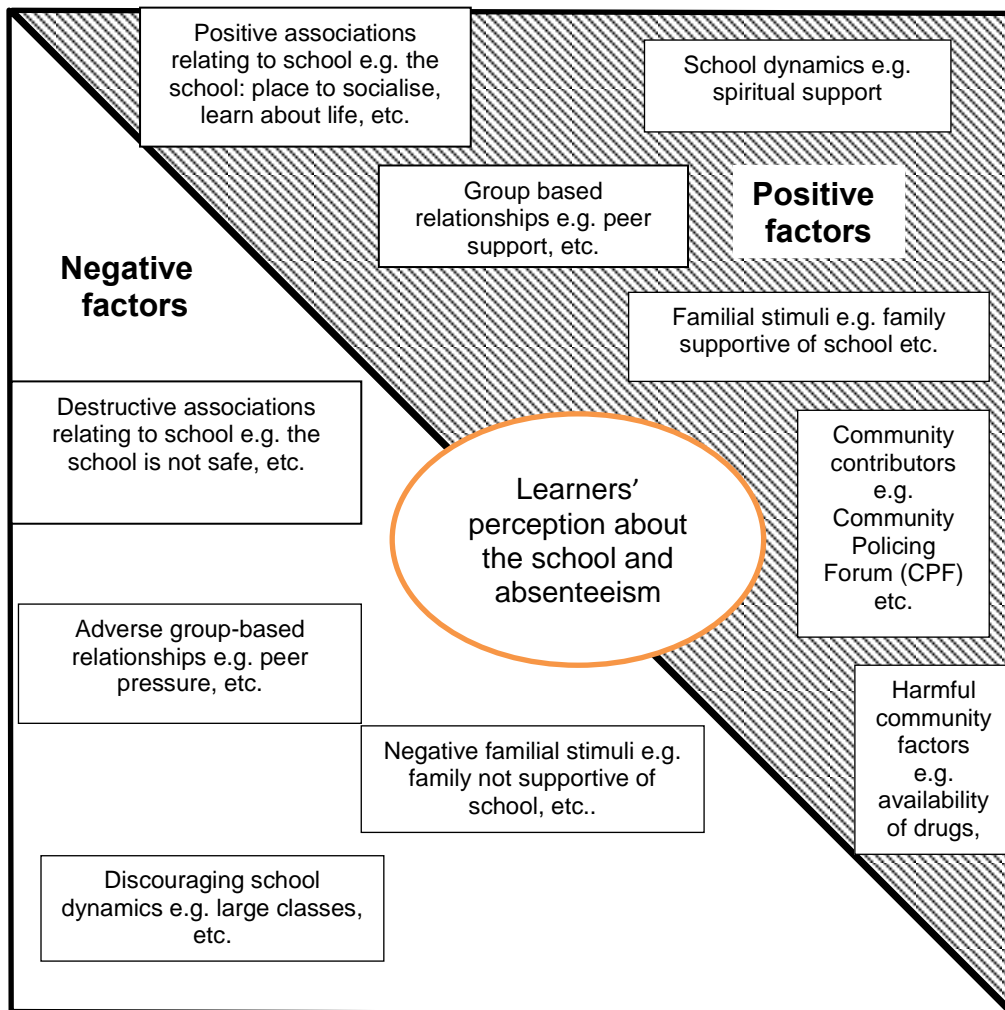 Positive associations
relating to school e.g. the
school: place to socialise,
learn about life, etc.
School dynamics e.g.
spiritual support
Group based
relationships e.g. peer
support, etc.
Positive
factors
Negative
factors
Familial stimuli e.g. family
supportive of school etc.
Destructive associations
relating to school e.g. the
school is not safe, etc.
Community
contributors
e.g.
Community
Policing
Forum (CPF)
etc.
Learners’
perception about
the school and
absenteeism
Adverse group-based
relationships e.g. peer
pressure, etc.
Harmful
community
factors
e.g.
availability
of drugs,
Negative familial stimuli e.g.
family not supportive of
school, etc..
Discouraging school
dynamics e.g. large classes,
etc.